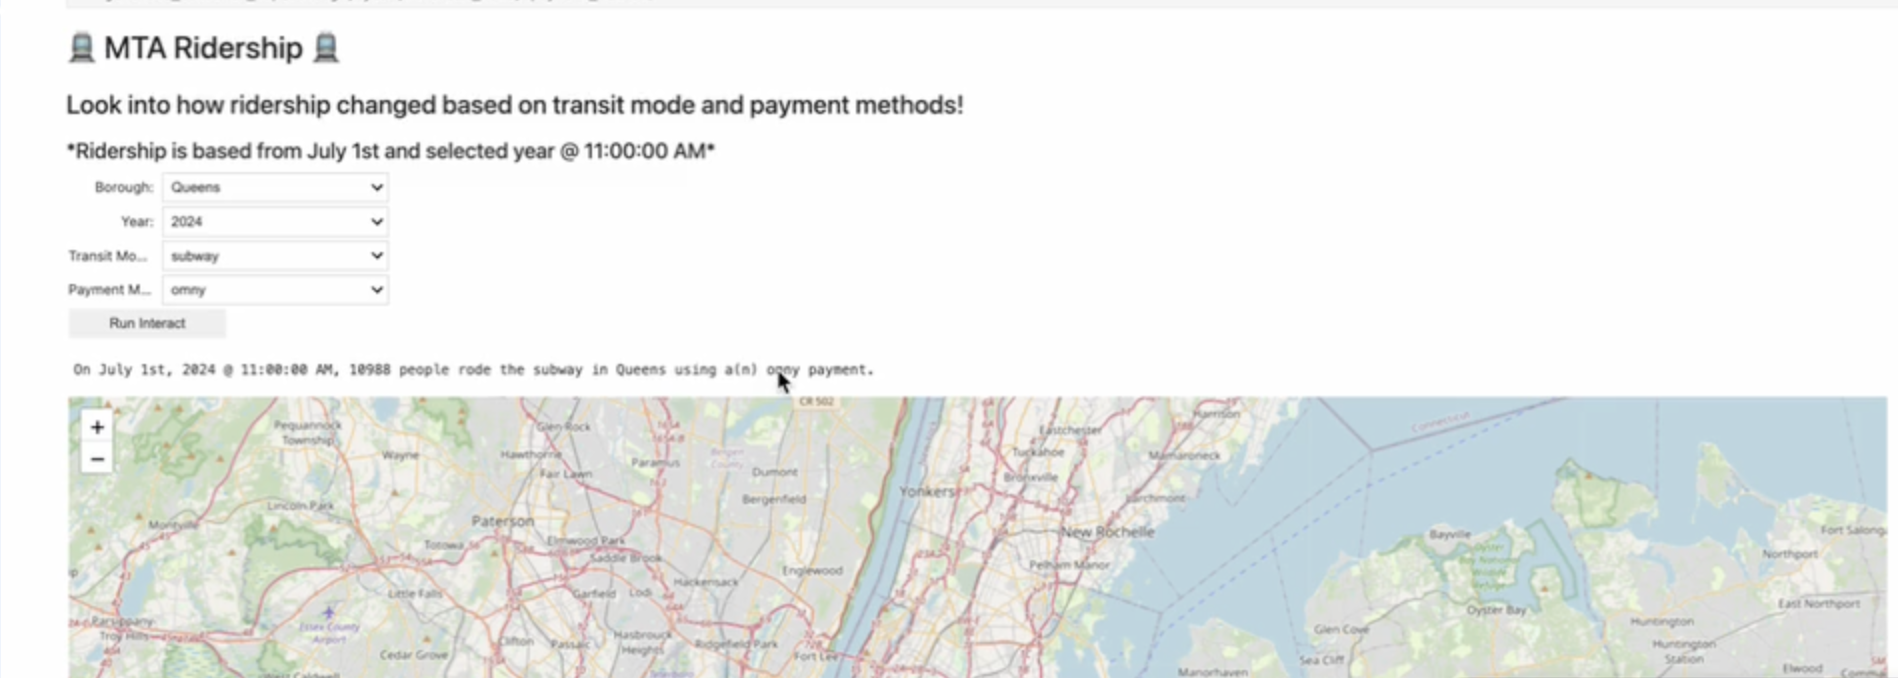 MTA Ridership
Look into how ridership changed based on transit mode and payment methods!
*Ridership is based from July 1st and selected year @ 11:00:00 AM*
Borough: Queens
Year: 2024
Transit Mo... subway
Payment M... omny
Run Interact
On July 1st, 2024 @ 11:00:00 AM, 10988 people rode the subway in Queens using a(n) omny payment.
+
−
CR 502
Connecticut
Harrison
Pequannock
Township
Glen Rock
Eastchester
Wayne
Hawthorne
Paramus
Bergen
County
Tuckahoe
Mamaroneck
Fair Lawn
Dumont
Bronxville
Bergenfield
Yonkers
Larchmont
Lincoln Park
Montville
Paterson
New Rochelle
Fort Salonga
Elmwood Park
Totowa
Saddle Brook
Bayville
Oyster
Northport
Englewood
Pelham Manor
Hackensack
Little Falls
Garfield
Lodi
Oyster Bay
East Northport
Parsippany
Troy Hills
Essex County
Airport
Clifton
Passaic
Hasbrouck
Heights
Ridgefield Park
Glen Cove
Huntington
Huntington
Station
Cedar Grove
Fort Lee
Sea Cliff
Manorhaven
Elwood
West Caldwell